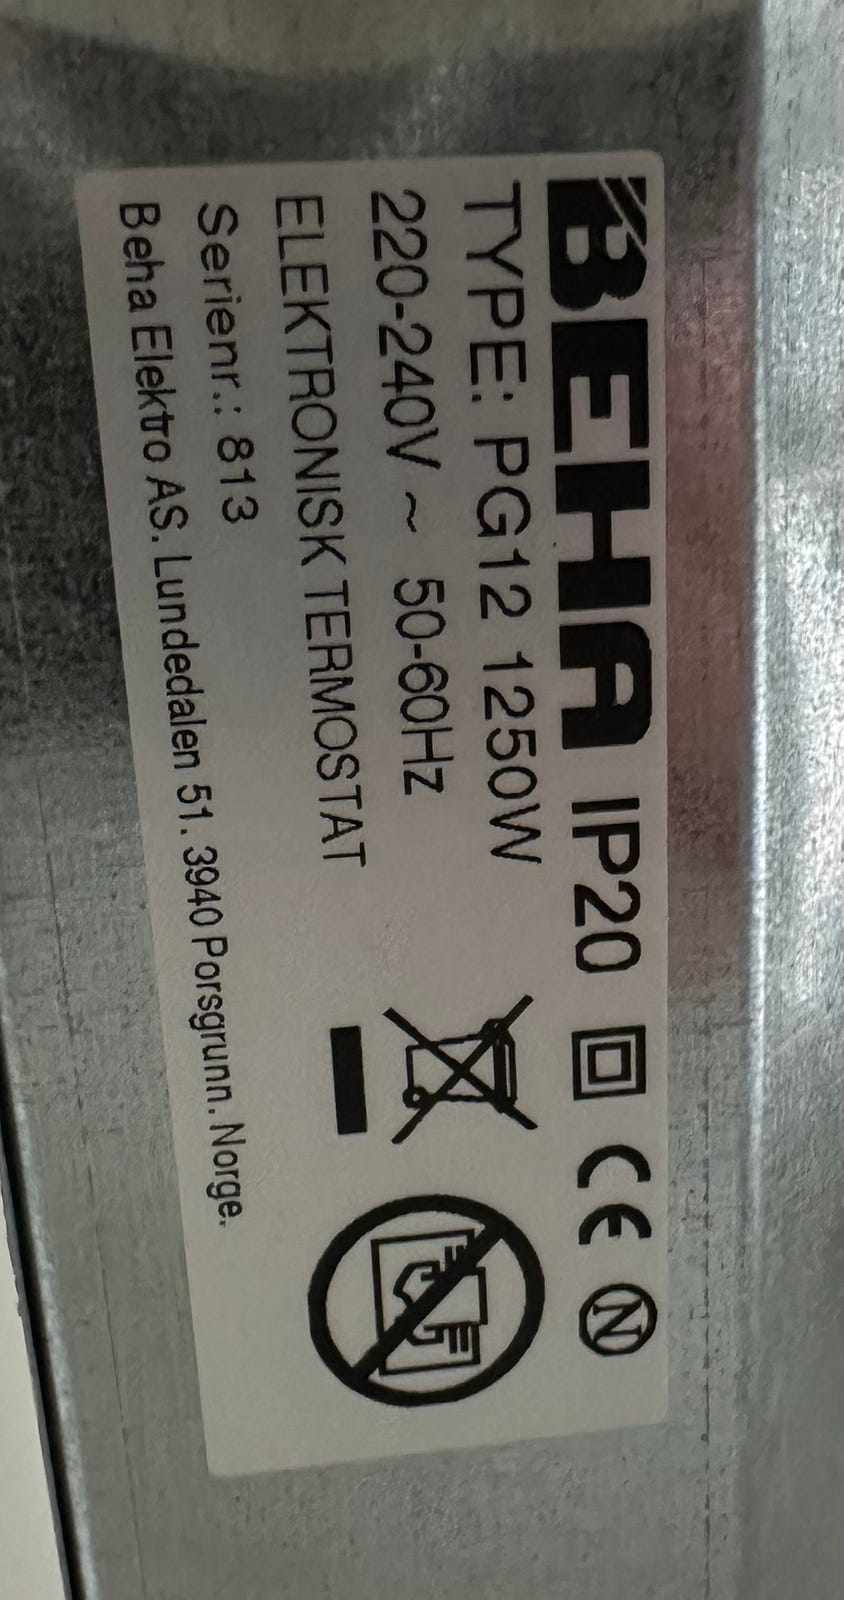 BEHA IP20 CE N
TYPE: PG12 1250W
220-240V ~ 50-60Hz
ELEKTRONISK TERMOSTAT
Serienr.: 813
Beha Elektro AS. Lundedalen 51. 3940 Porsgrunn. Norge.